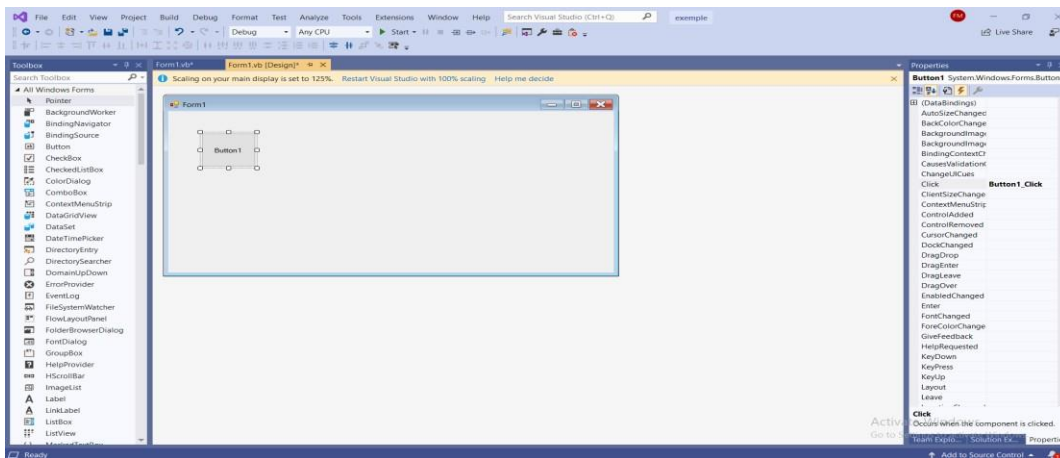 File Edit View Project Build Debug Format Test Analyze Tools Extensions Window Help Search Visual Studio (Ctrl+Q) exemple
Debug Any CPU Start Live Share
Toolbox
Form1.vb* Form1.vb [Design]*
Properties
Search Toolbox
Scaling on your main display is set to 125%. Restart Visual Studio with 100% scaling Help me decide
Button1 System.Windows.Forms.Button
All Windows Forms
Pointer
BackgroundWorker
BindingNavigator
BindingSource
Button
CheckBox
CheckedListBox
ColorDialog
ComboBox
ContextMenuStrip
DataGridView
DataSet
DateTimePicker
DirectoryEntry
DirectorySearcher
DomainUpDown
ErrorProvider
EventLog
FileSystemWatcher
FlowLayoutPanel
FolderBrowserDialog
FontDialog
GroupBox
HelpProvider
HScrollBar
ImageList
Label
LinkLabel
ListBox
ListView
MaskedTextBox
Form1
Button1
(DataBindings)
AutoSizeChanged
BackColorChange
BackgroundImage
BackgroundImage
BindingContextCh
CausesValidationC
ChangeUICues
Click Button1_Click
ClientSizeChange
ContextMenuStrip
ControlAdded
ControlRemoved
CursorChanged
DockChanged
DragDrop
DragEnter
DragLeave
DragOver
EnabledChanged
Enter
FontChanged
ForeColorChange
GiveFeedback
HelpRequested
KeyDown
KeyPress
KeyUp
Layout
Leave
Click
Occurs when the component is clicked.
Team Explo... Solution Ex... Properti
Ready
Add to Source Control